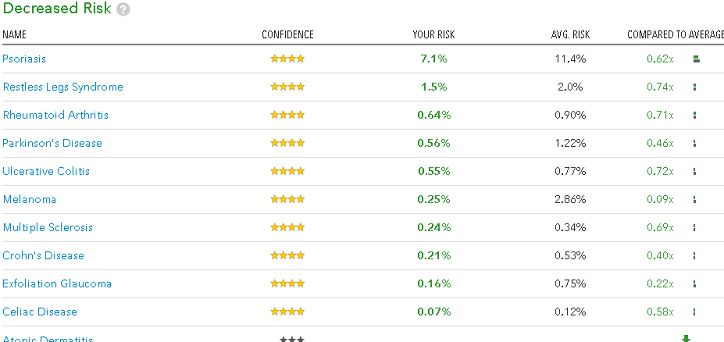 Decreased Risk ?
NAME CONFIDENCE YOUR RISK AVG. RISK COMPARED TO AVERAGE
Psoriasis 7.1% 11.4% 0.62x
Restless Legs Syndrome 1.5% 2.0% 0.74x
Rheumatoid Arthritis 0.64% 0.90% 0.71x
Parkinson's Disease 0.56% 1.22% 0.46x
Ulcerative Colitis 0.55% 0.77% 0.72x
Melanoma 0.25% 2.86% 0.09x
Multiple Sclerosis 0.24% 0.34% 0.69x
Crohn's Disease 0.21% 0.53% 0.40x
Exfoliation Glaucoma 0.16% 0.75% 0.22x
Celiac Disease 0.07% 0.12% 0.58x
Atopic Dermatitis